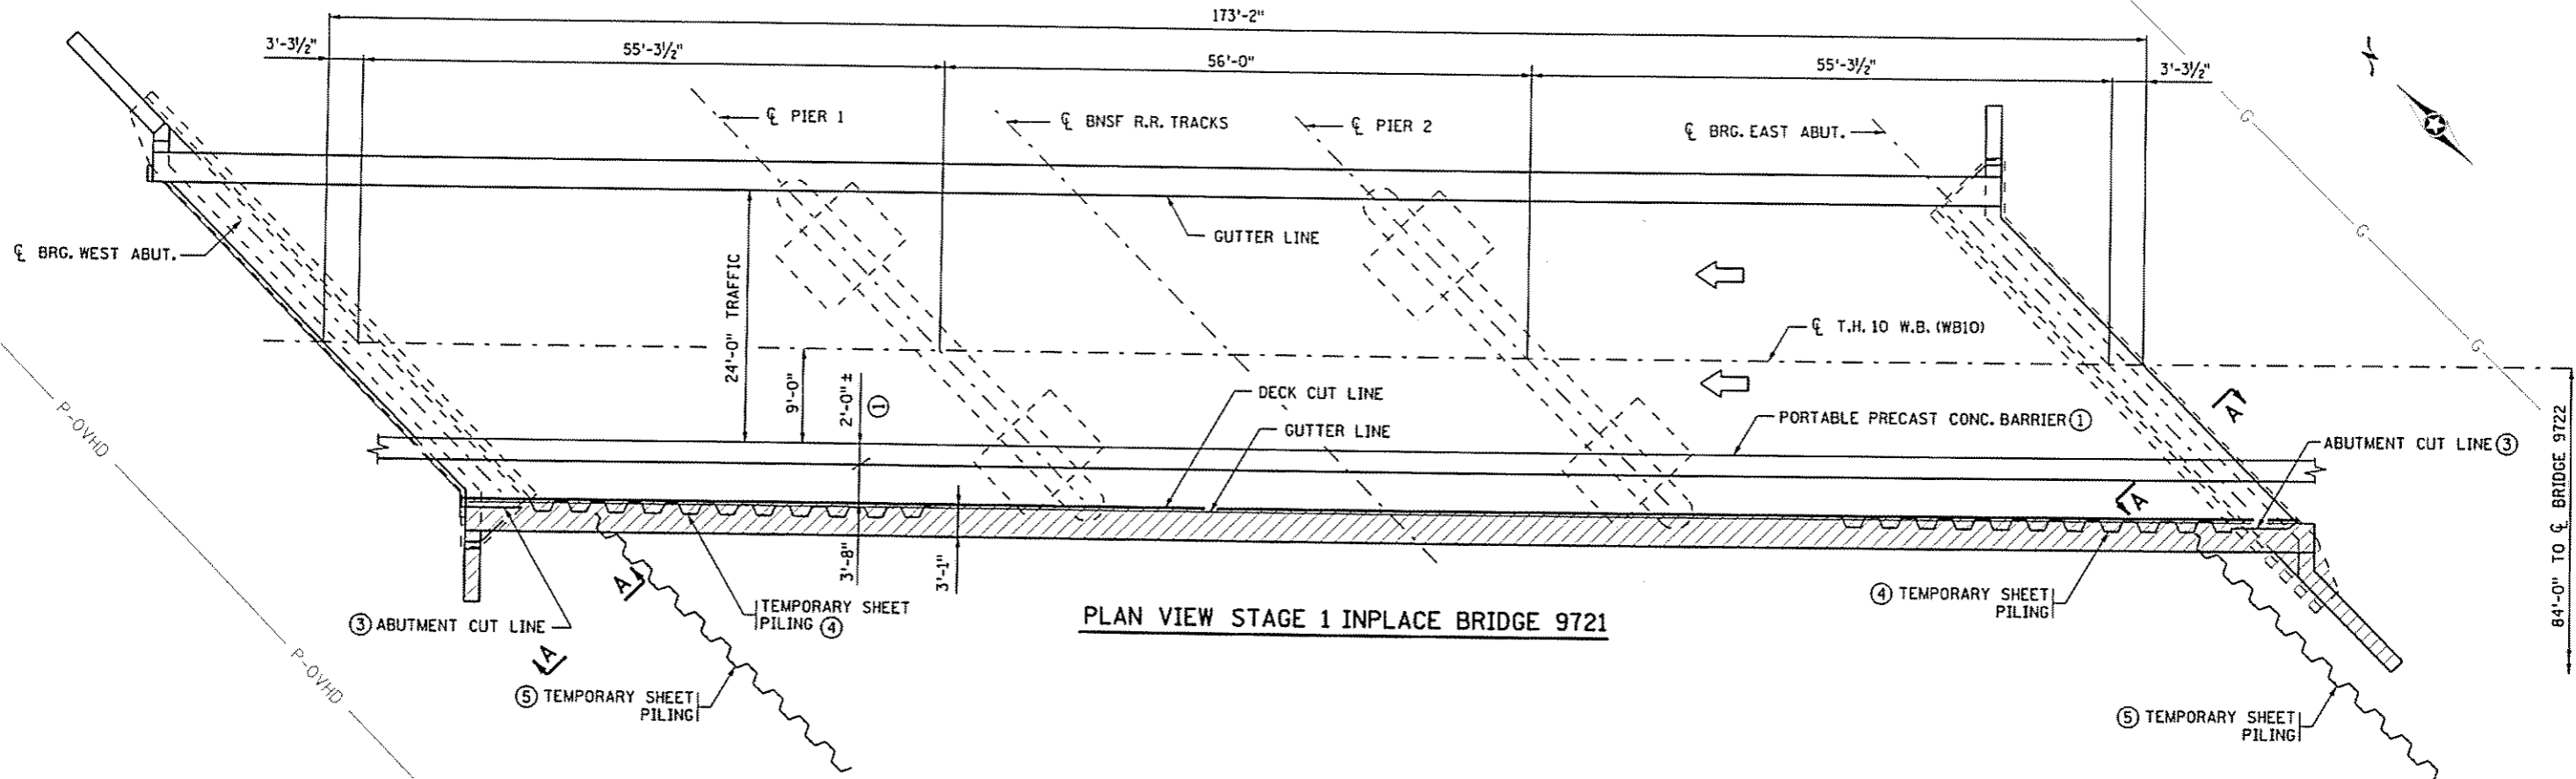 173'-2"
3'-3½"
55'-3½"
56'-0"
55'-3½"
3'-3½"
℄ PIER 1
℄ BNSF R.R. TRACKS
℄ PIER 2
℄ BRG. EAST ABUT.
G
℄ BRG. WEST ABUT.
GUTTER LINE
G
24'-0" TRAFFIC
℄ T.H. 10 W.B. (WB10)
G
9'-0"
2'-0" ±
①
DECK CUT LINE
GUTTER LINE
PORTABLE PRECAST CONC. BARRIER ①
A
ABUTMENT CUT LINE ③
P-OVHD
A
84'-0" TO ℄ BRIDGE 9722
3'-8"
3'-1"
A
③ ABUTMENT CUT LINE
TEMPORARY SHEET
PILING ④
④ TEMPORARY SHEET
PILING
PLAN VIEW STAGE 1 INPLACE BRIDGE 9721
A
P-OVHD
⑤ TEMPORARY SHEET
PILING
⑤ TEMPORARY SHEET
PILING